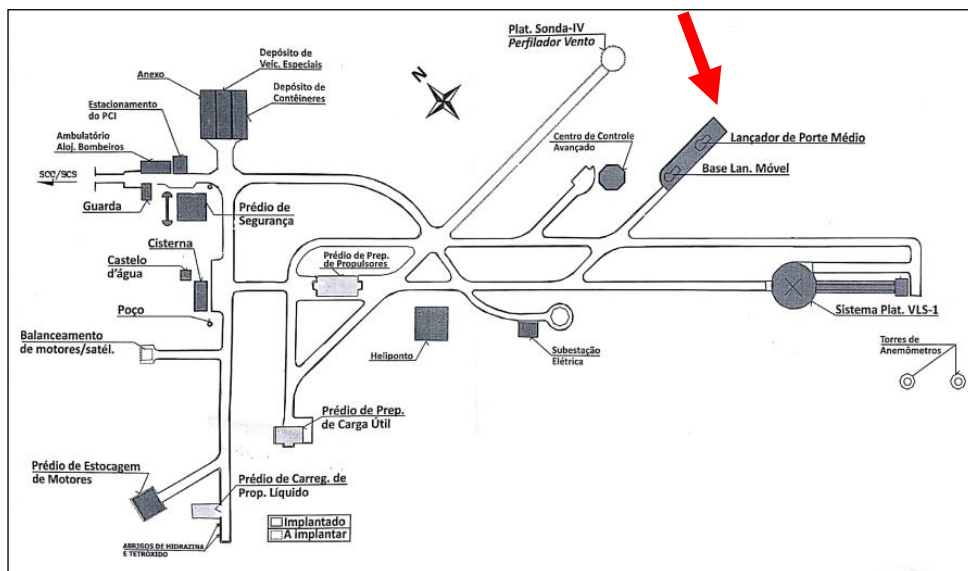 Plat. Sonda-IV
Perfilador Vento
Depósito de
Veíc. Especiais
Anexo
Depósito de
Contêineres
N
Estacionamento
do PCI
Ambulatório
Aloj. Bombeiros
SCO/SCS
Guarda
Prédio de
Segurança
Centro de Controle
Avançado
Lançador de Porte Médio
Base Lan. Móvel
Cisterna
Castelo
d'água
Prédio de Prep.
de Propulsores
Poço
Sistema Plat. VLS-1
Balanceamento
de motores/satél.
Heliponto
Subestação
Elétrica
Torres de
Anemômetros
Prédio de Prep.
de Carga Útil
Prédio de Estocagem
de Motores
Prédio de Carreg. de
Prop. Líquido
Implantado
A implantar
ABRIGOS DE HIDRAZINA
E TETRÓXIDO